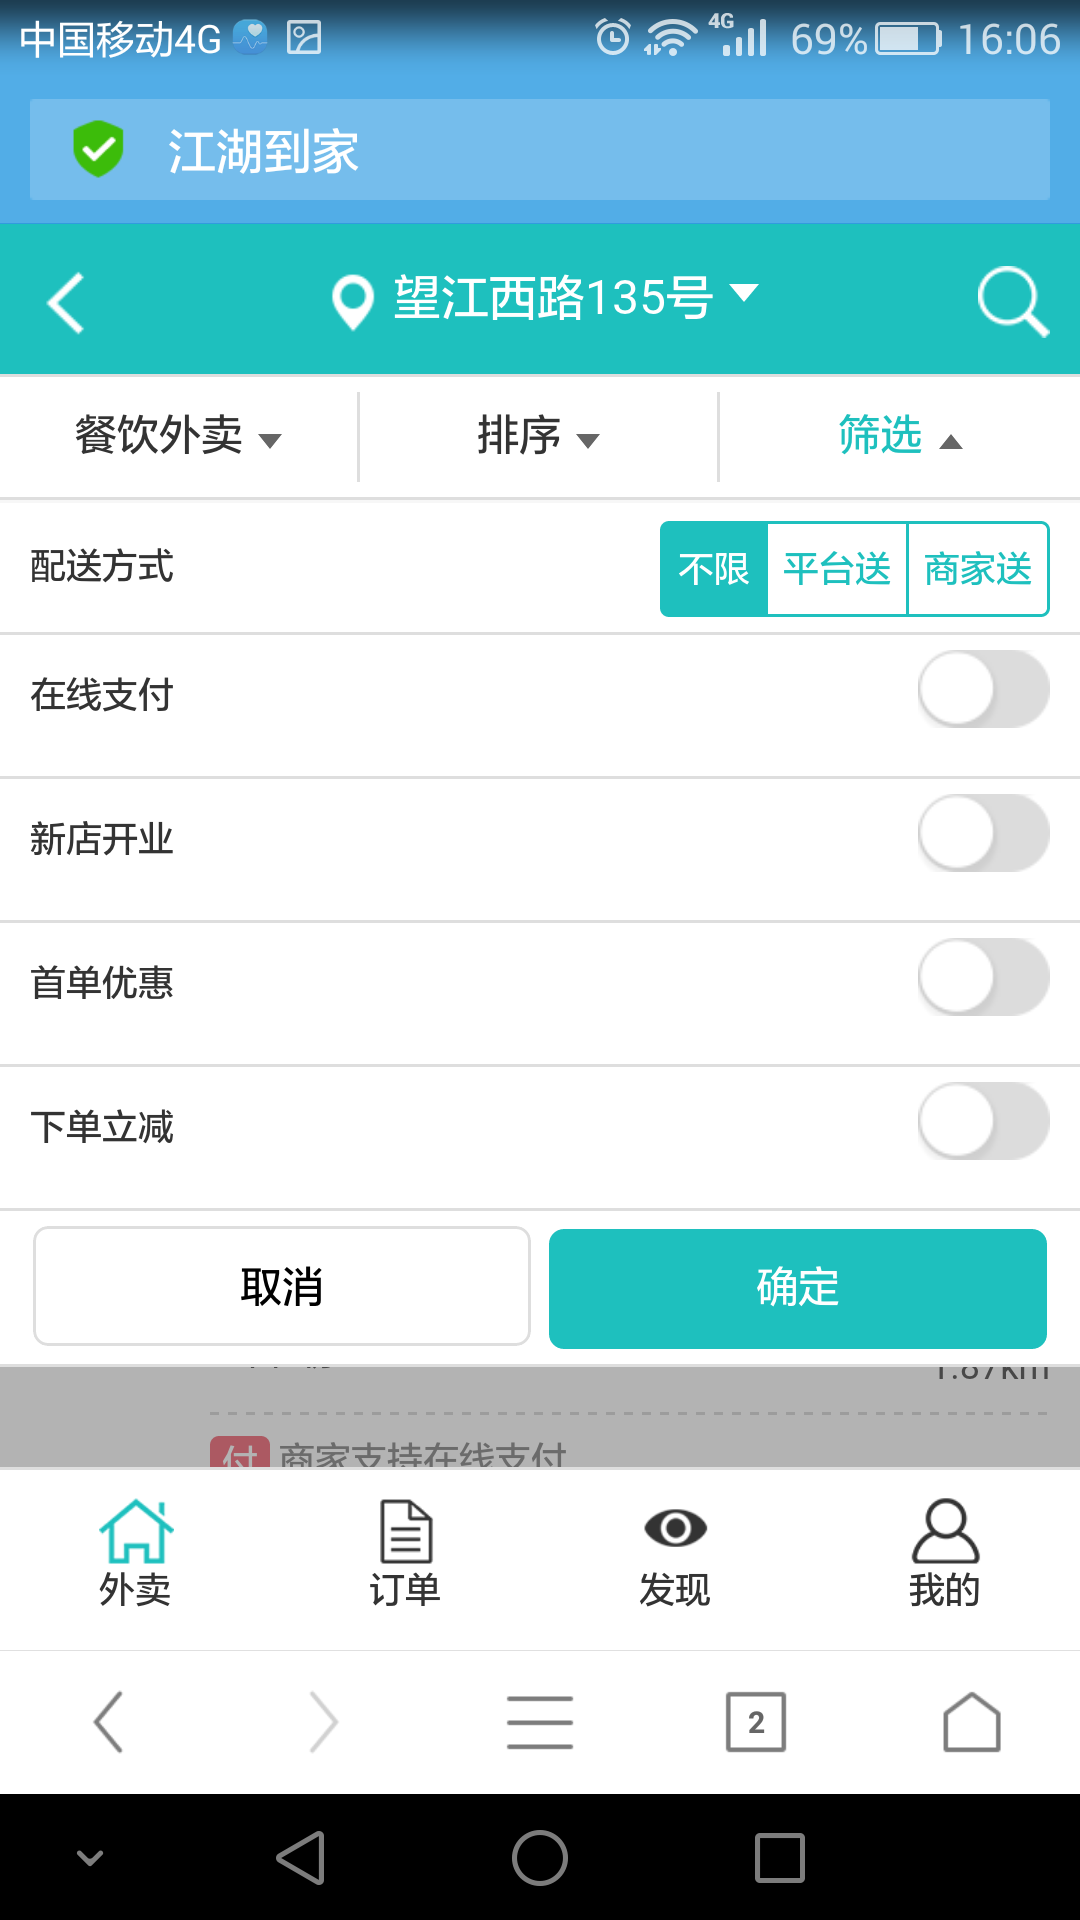 中国移动4G 4G 69% 16:06
江湖到家
望江西路135号
餐饮外卖 排序 筛选
配送方式 不限 平台送 商家送
在线支付
新店开业
首单优惠
下单立减
取消 确定
1.87km
付 商家支持在线支付
外卖 订单 发现 我的
2